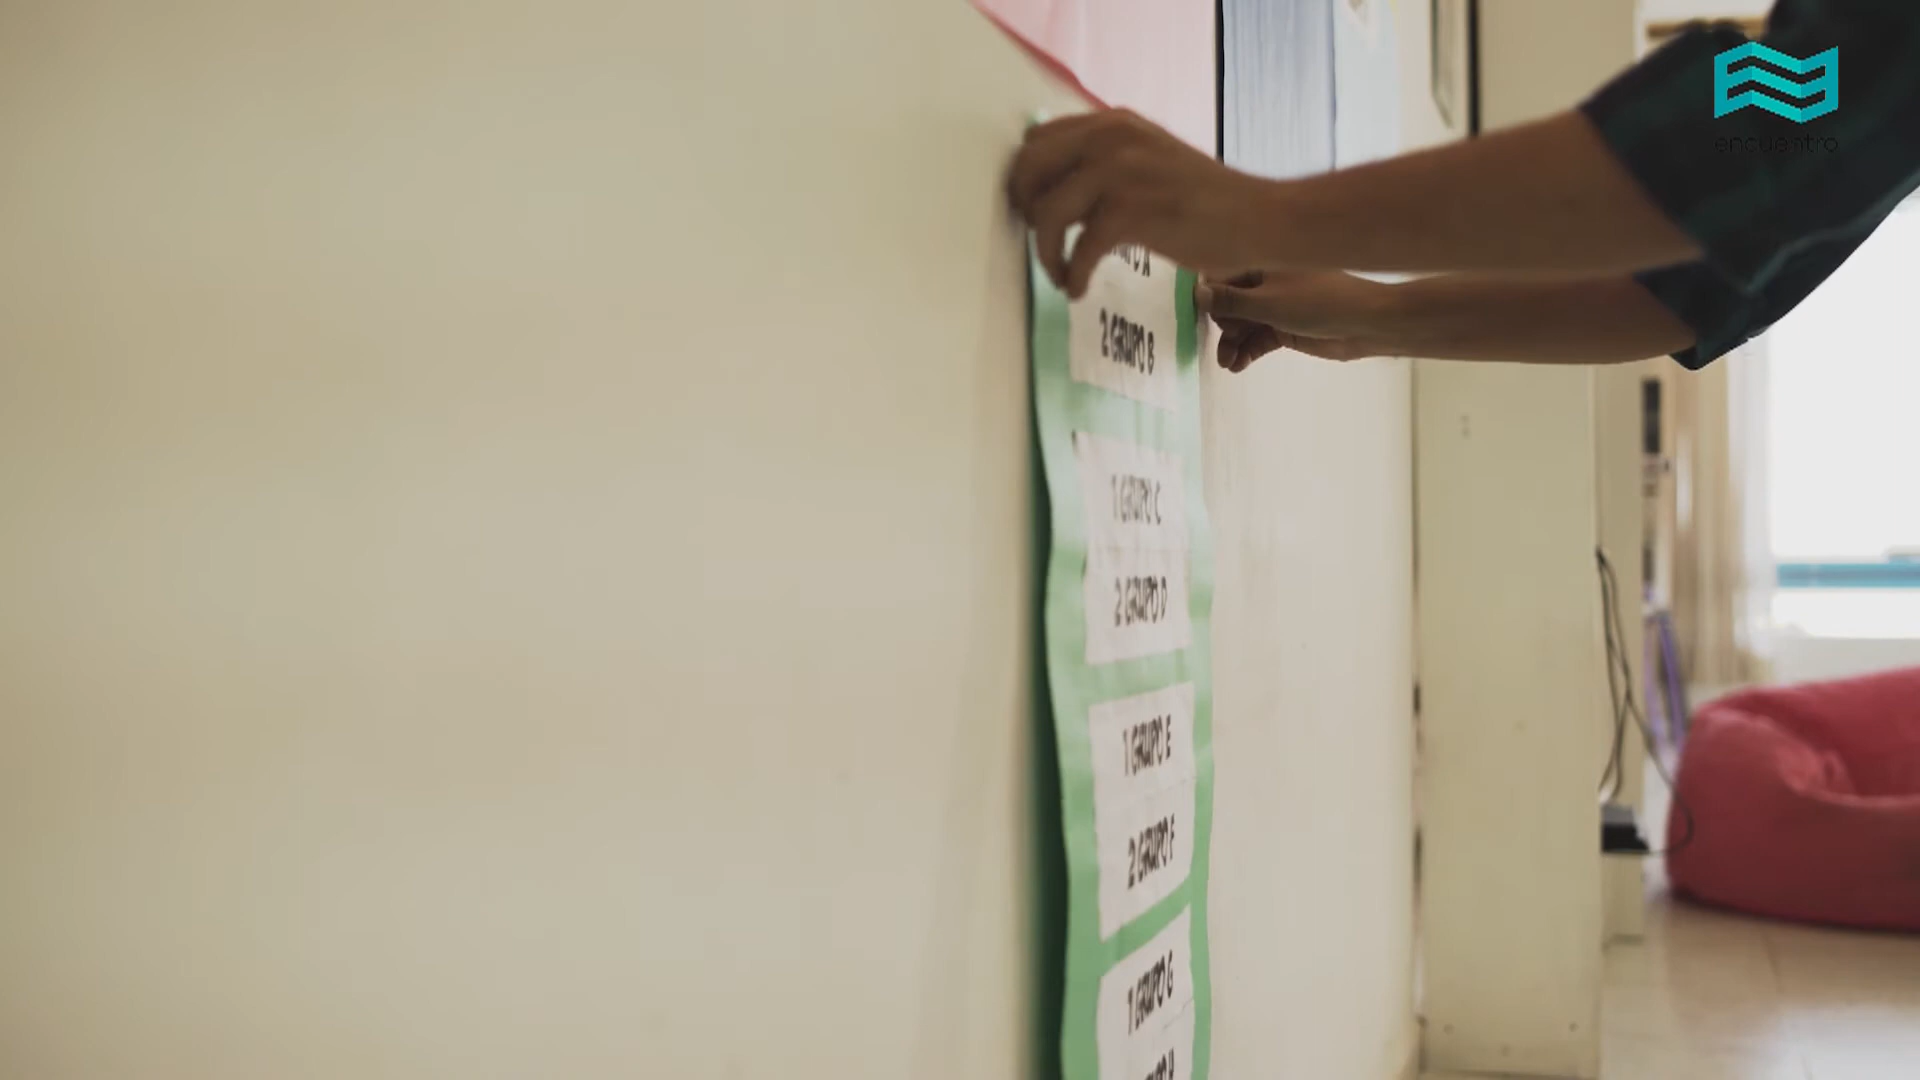 encuentro
2 GRUPO B
1 GRUPO C
2 GRUPO D
1 GRUPO E
2 GRUPO F
1 GRUPO G